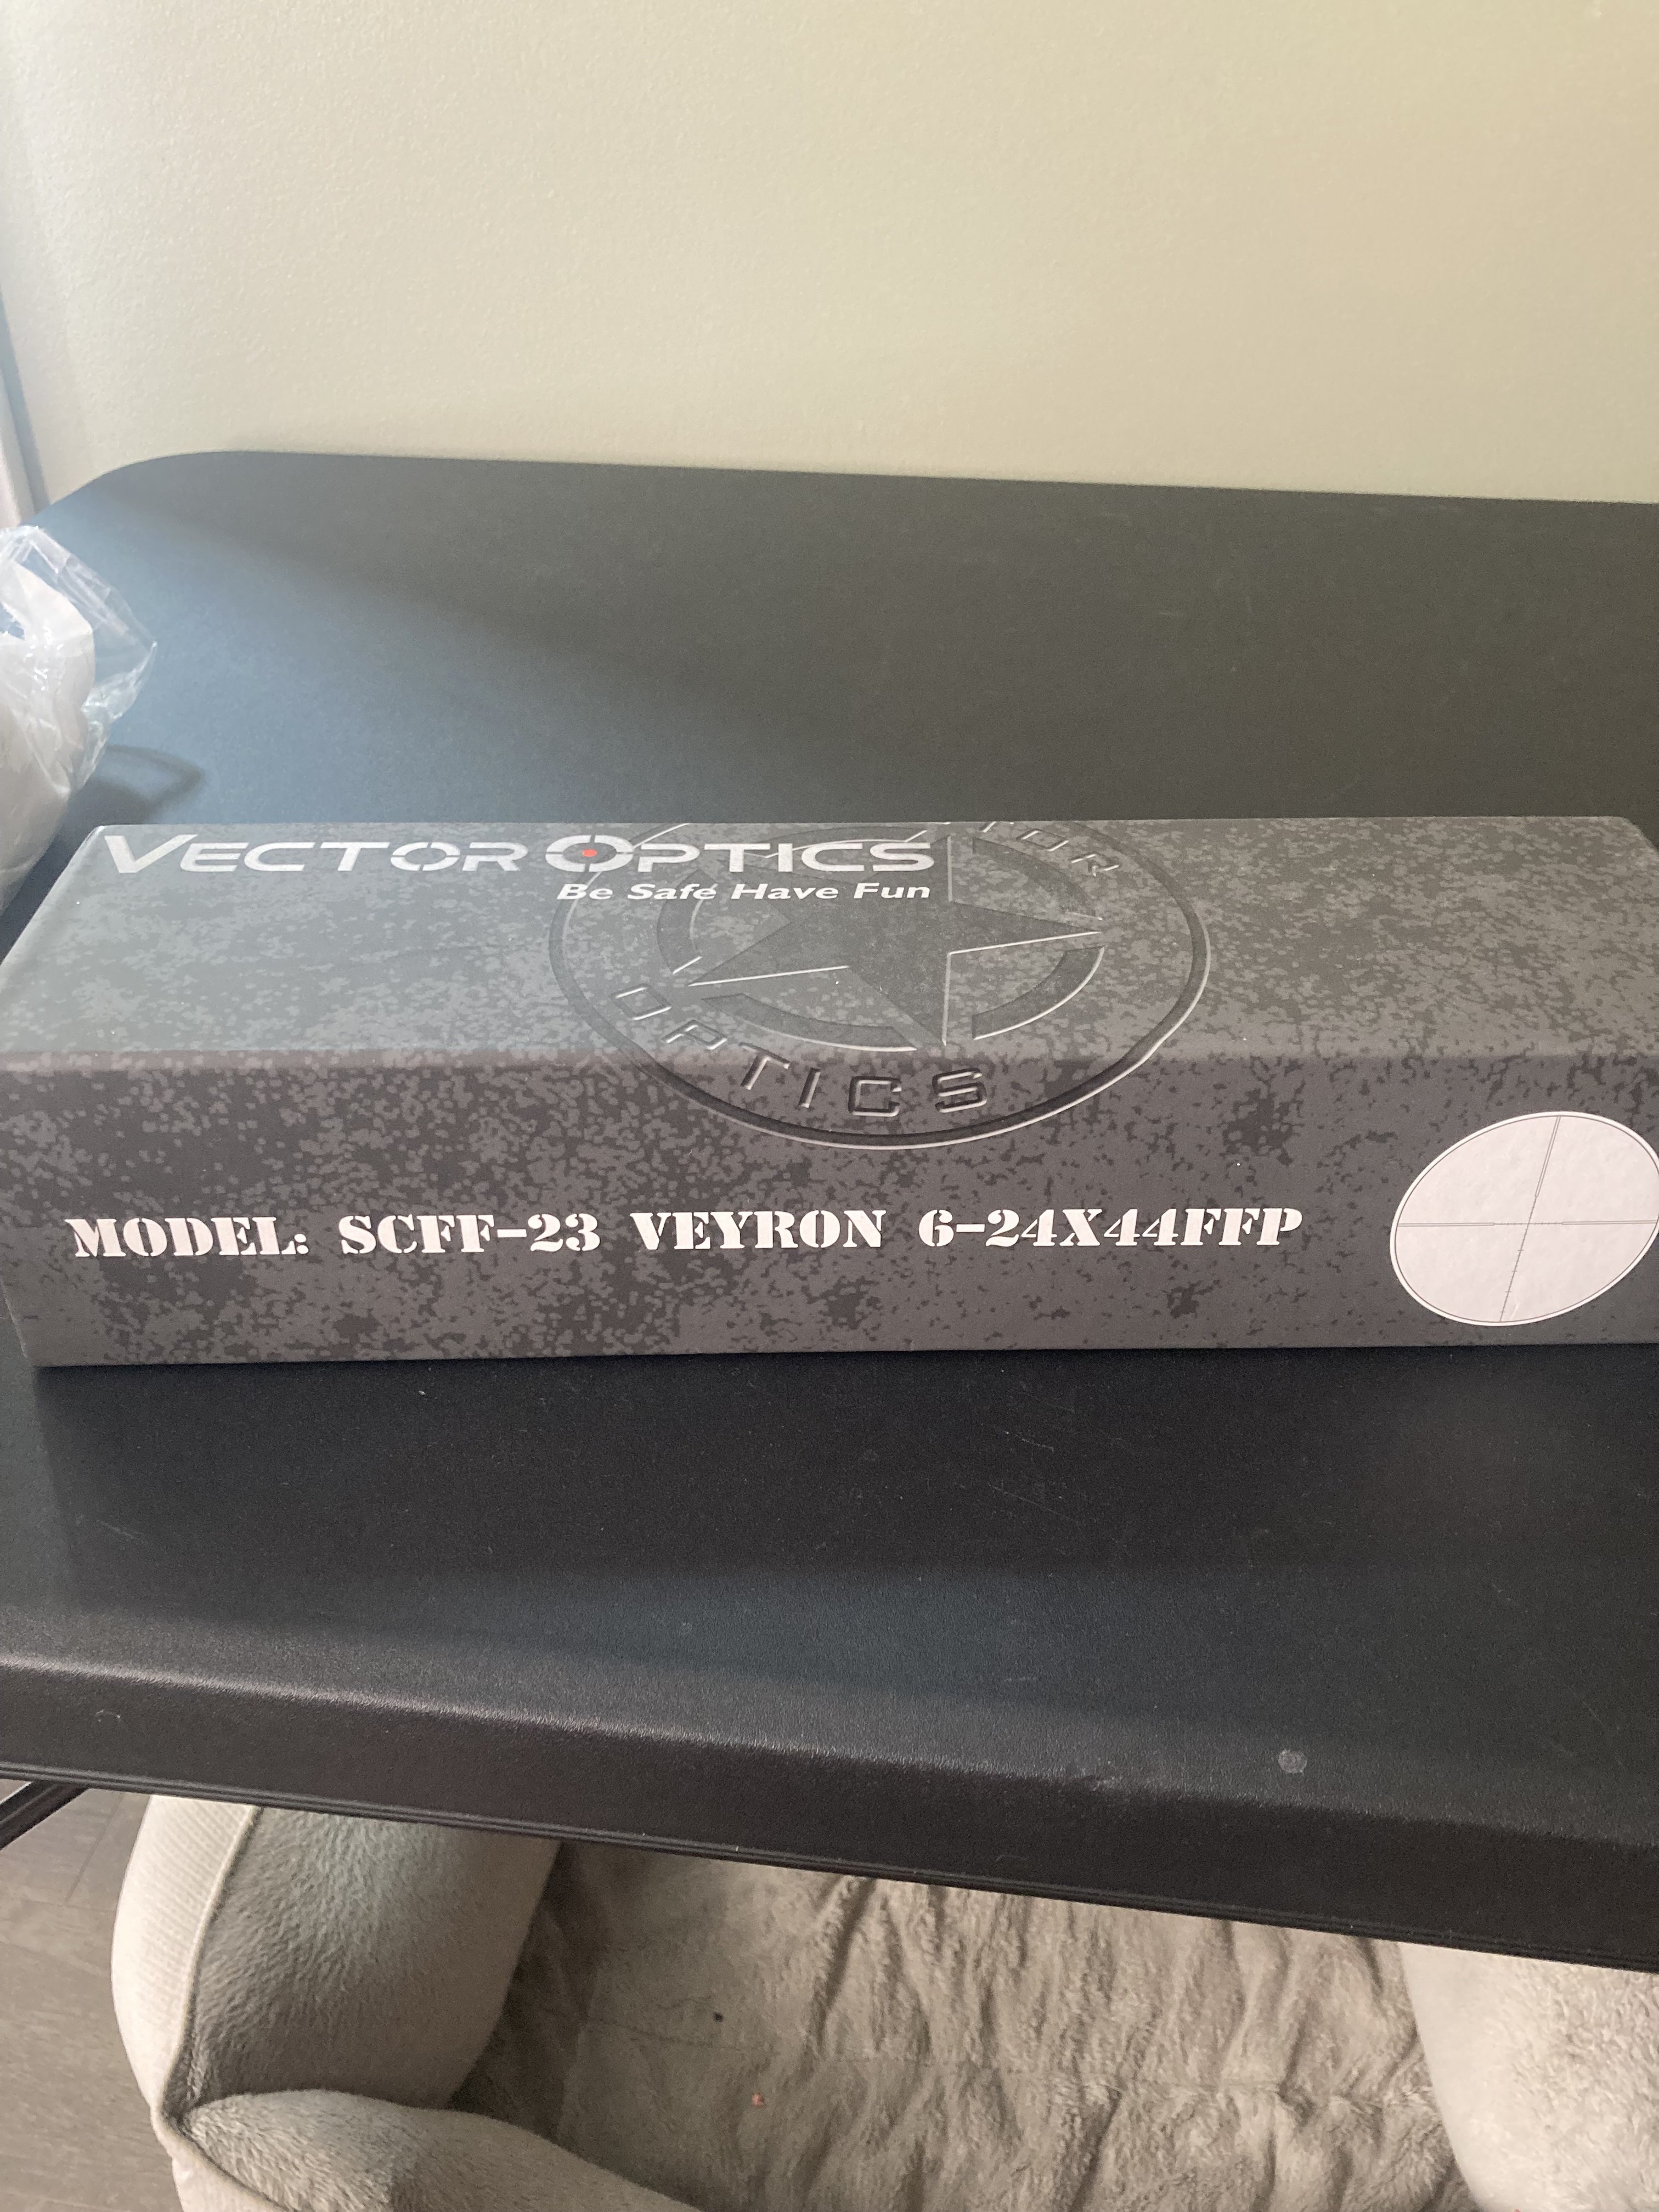 VECTOR OPTICS
Be Safe Have Fun
OPTICS
MODEL: SCFF-23 VEYRON 6-24X44FFP